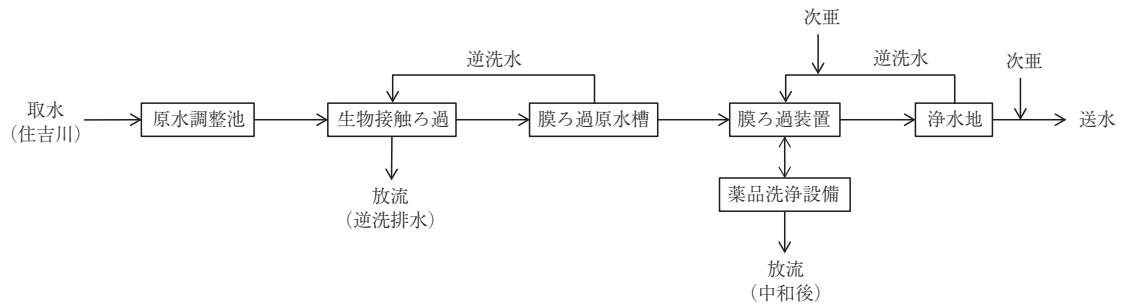 次亜
逆洗水
逆洗水
次亜
取水
（住吉川）
原水調整池
生物接触ろ過
膜ろ過原水槽
膜ろ過装置
浄水地
送水
放流
（逆洗排水）
薬品洗浄設備
放流
（中和後）